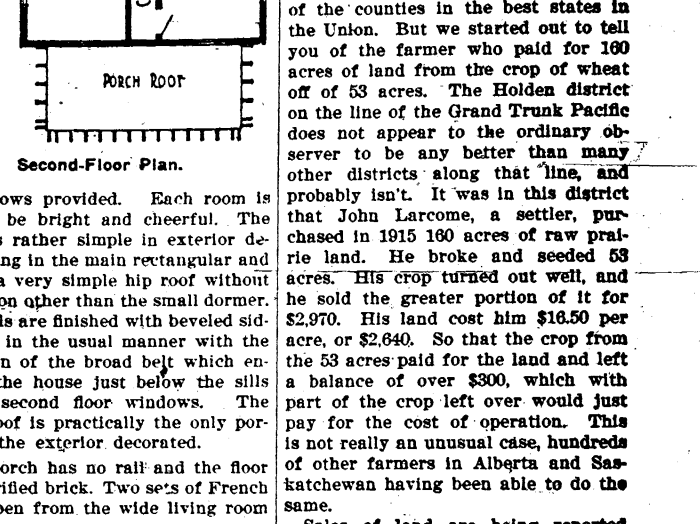 PORCH ROOF
Second-Floor Plan.
ows provided. Each room is
be bright and cheerful. The
s rather simple in exterior de-
ng in the main rectangular and
a very simple hip roof without
on other than the small dormer.
ls are finished with beveled sid-
in the usual manner with the
n of the broad belt which en-
the house just below the sills
second floor windows. The
oof is practically the only por-
the exterior decorated.
orch has no rail and the floor
rified brick. Two sets of French
pen from the wide living room
of the counties in the best states in
the Union. But we started out to tell
you of the farmer who paid for 160
acres of land from the crop of wheat
off of 53 acres. The Holden district
on the line of the Grand Trunk Pacific
does not appear to the ordinary ob-
server to be any better than many
other districts along that line, and
probably isn't. It was in this district
that John Larcome, a settler, pur-
chased in 1915 160 acres of raw prai-
rie land. He broke and seeded 53
acres. His crop turned out well, and
he sold the greater portion of it for
$2,970. His land cost him $16.50 per
acre, or $2,640. So that the crop from
the 53 acres paid for the land and left
a balance of over $300, which with
part of the crop left over would just
pay for the cost of operation. This
is not really an unusual case, hundreds
of other farmers in Alberta and Sas-
katchewan having been able to do the
same.
Sales of land are being reported